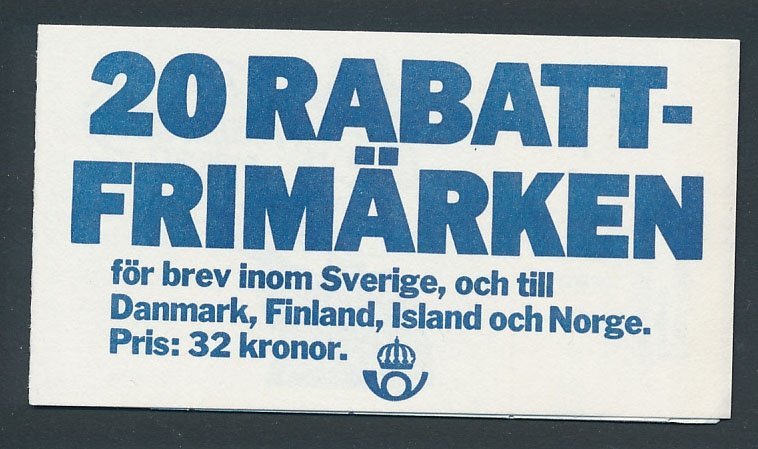 20 RABATT-
FRIMÄRKEN
för brev inom Sverige, och till
Danmark, Finland, Island och Norge.
Pris: 32 kronor.